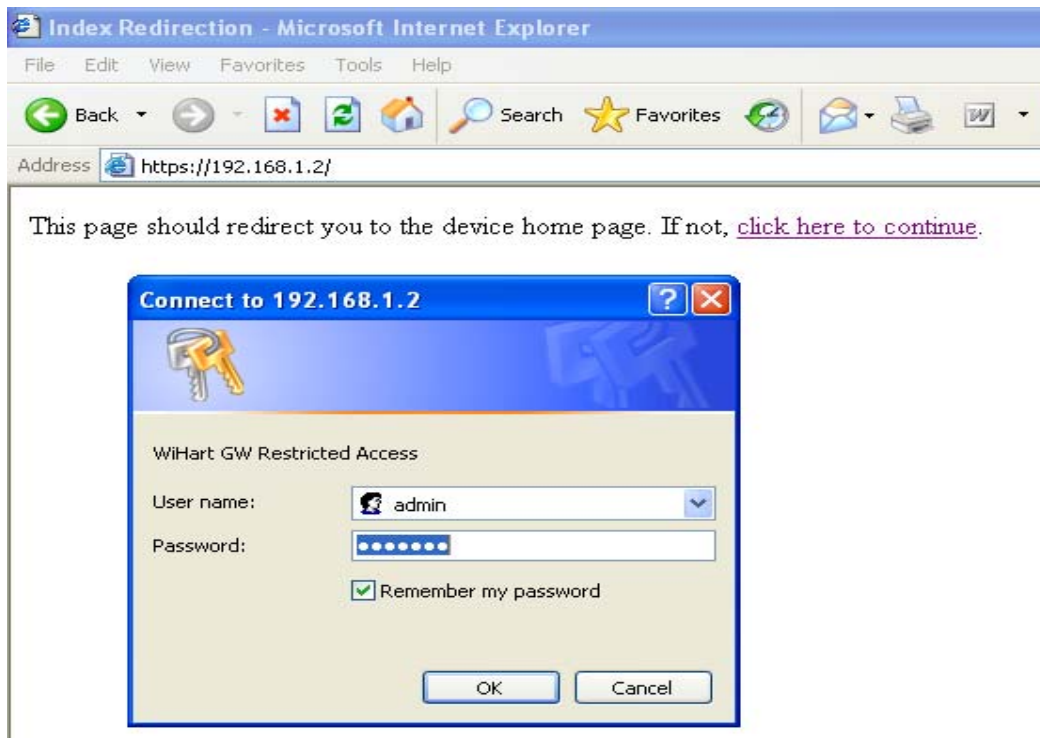 Index Redirection - Microsoft Internet Explorer
File Edit View Favorites Tools Help
Back Search Favorites
Address https://192.168.1.2/
This page should redirect you to the device home page. If not, click here to continue.
Connect to 192.168.1.2
WiHart GW Restricted Access
User name: admin
Password: •••••••
Remember my password
OK Cancel